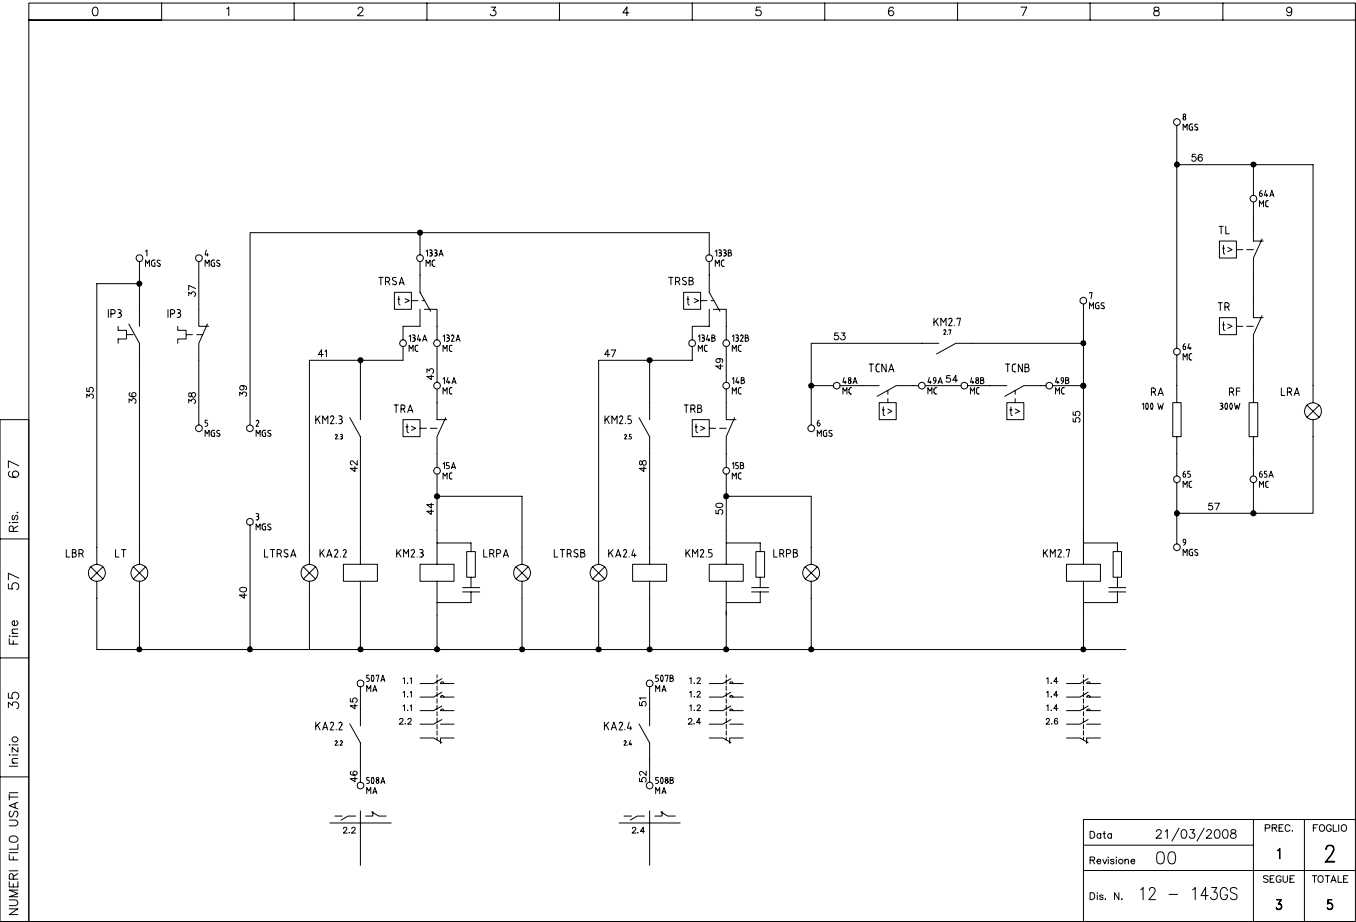 0 1 2 3 4 5 6 7 8 9
8
MGS
56
64A
MC
TL
t>
TR
t>
64
MC
RA
100 W
RF
300W
LRA
65
MC
65A
MC
57
9
MGS
1
MGS
4
MGS
IP3
37
IP3
35
36
38
5
MGS
39
2
MGS
3
MGS
40
LBR
LT
133A
MC
TRSA
t>
134A
MC
132A
MC
41
43
14A
MC
TRA
t>
KM2.3
2.3
42
15A
MC
44
LTRSA
KA2.2
KM2.3
LRPA
133B
MC
TRSB
t>
134B
MC
132B
MC
47
49
14B
MC
TRB
t>
KM2.5
2.5
48
15B
MC
50
LTRSB
KA2.4
KM2.5
LRPB
7
MGS
KM2.7
2.7
53
TCNA
TCNB
48A
MC
49A
MC
54
48B
MC
49B
MC
t>
t>
6
MGS
55
KM2.7
507A
MA
45
KA2.2
2.2
46
508A
MA
2.2
1.1
1.1
1.1
2.2
507B
MA
51
KA2.4
2.4
52
508B
MA
2.4
1.2
1.2
1.2
2.4
1.4
1.4
1.4
2.6
NUMERI FILO USATI Inizio 35 Fine 57 Ris. 67
Data 21/03/2008
Revisione 00
Dis. N. 12 - 143GS
PREC.
1
FOGLIO
2
SEGUE
3
TOTALE
5